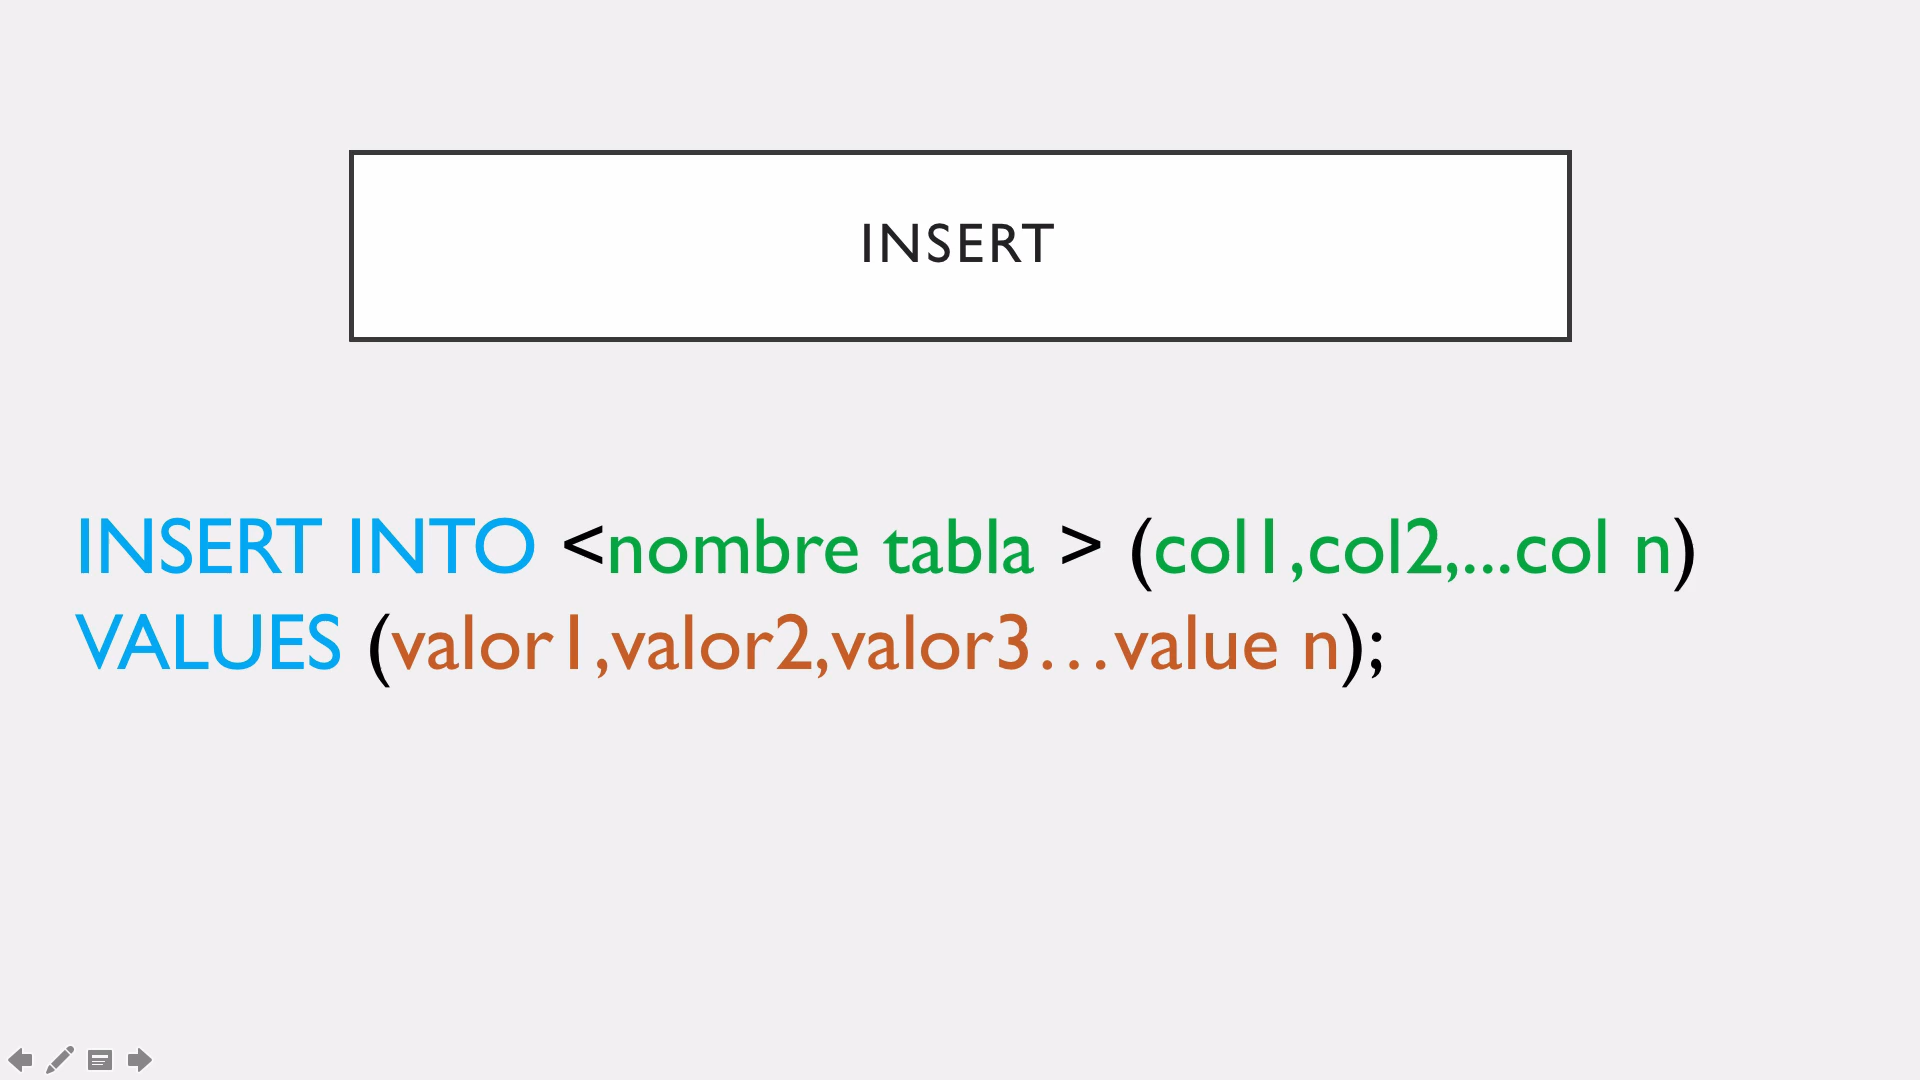 INSERT
INSERT INTO <nombre tabla > (col1,col2,...col n)
VALUES (valor1,valor2,valor3…value n);